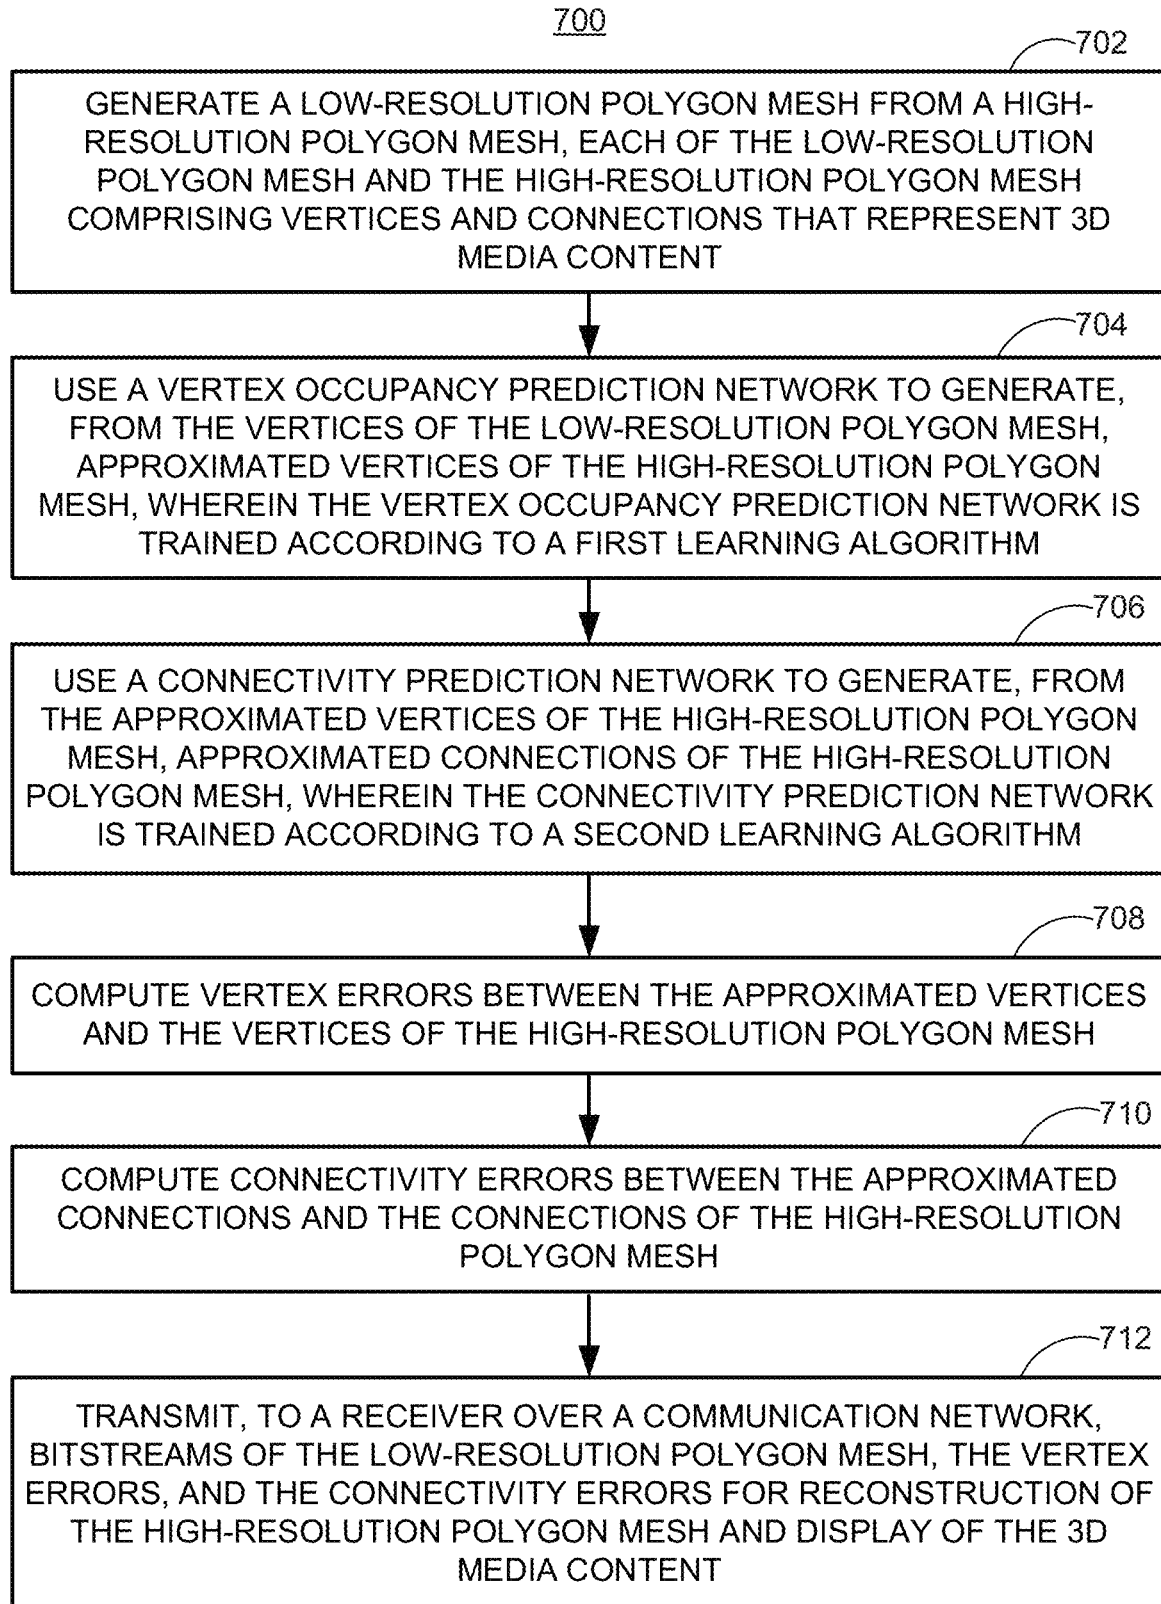 700
702
GENERATE A LOW-RESOLUTION POLYGON MESH FROM A HIGH-
RESOLUTION POLYGON MESH, EACH OF THE LOW-RESOLUTION
POLYGON MESH AND THE HIGH-RESOLUTION POLYGON MESH
COMPRISING VERTICES AND CONNECTIONS THAT REPRESENT 3D
MEDIA CONTENT
704
USE A VERTEX OCCUPANCY PREDICTION NETWORK TO GENERATE,
FROM THE VERTICES OF THE LOW-RESOLUTION POLYGON MESH,
APPROXIMATED VERTICES OF THE HIGH-RESOLUTION POLYGON
MESH, WHEREIN THE VERTEX OCCUPANCY PREDICTION NETWORK IS
TRAINED ACCORDING TO A FIRST LEARNING ALGORITHM
706
USE A CONNECTIVITY PREDICTION NETWORK TO GENERATE, FROM
THE APPROXIMATED VERTICES OF THE HIGH-RESOLUTION POLYGON
MESH, APPROXIMATED CONNECTIONS OF THE HIGH-RESOLUTION
POLYGON MESH, WHEREIN THE CONNECTIVITY PREDICTION NETWORK
IS TRAINED ACCORDING TO A SECOND LEARNING ALGORITHM
708
COMPUTE VERTEX ERRORS BETWEEN THE APPROXIMATED VERTICES
AND THE VERTICES OF THE HIGH-RESOLUTION POLYGON MESH
710
COMPUTE CONNECTIVITY ERRORS BETWEEN THE APPROXIMATED
CONNECTIONS AND THE CONNECTIONS OF THE HIGH-RESOLUTION
POLYGON MESH
712
TRANSMIT, TO A RECEIVER OVER A COMMUNICATION NETWORK,
BITSTREAMS OF THE LOW-RESOLUTION POLYGON MESH, THE VERTEX
ERRORS, AND THE CONNECTIVITY ERRORS FOR RECONSTRUCTION OF
THE HIGH-RESOLUTION POLYGON MESH AND DISPLAY OF THE 3D
MEDIA CONTENT